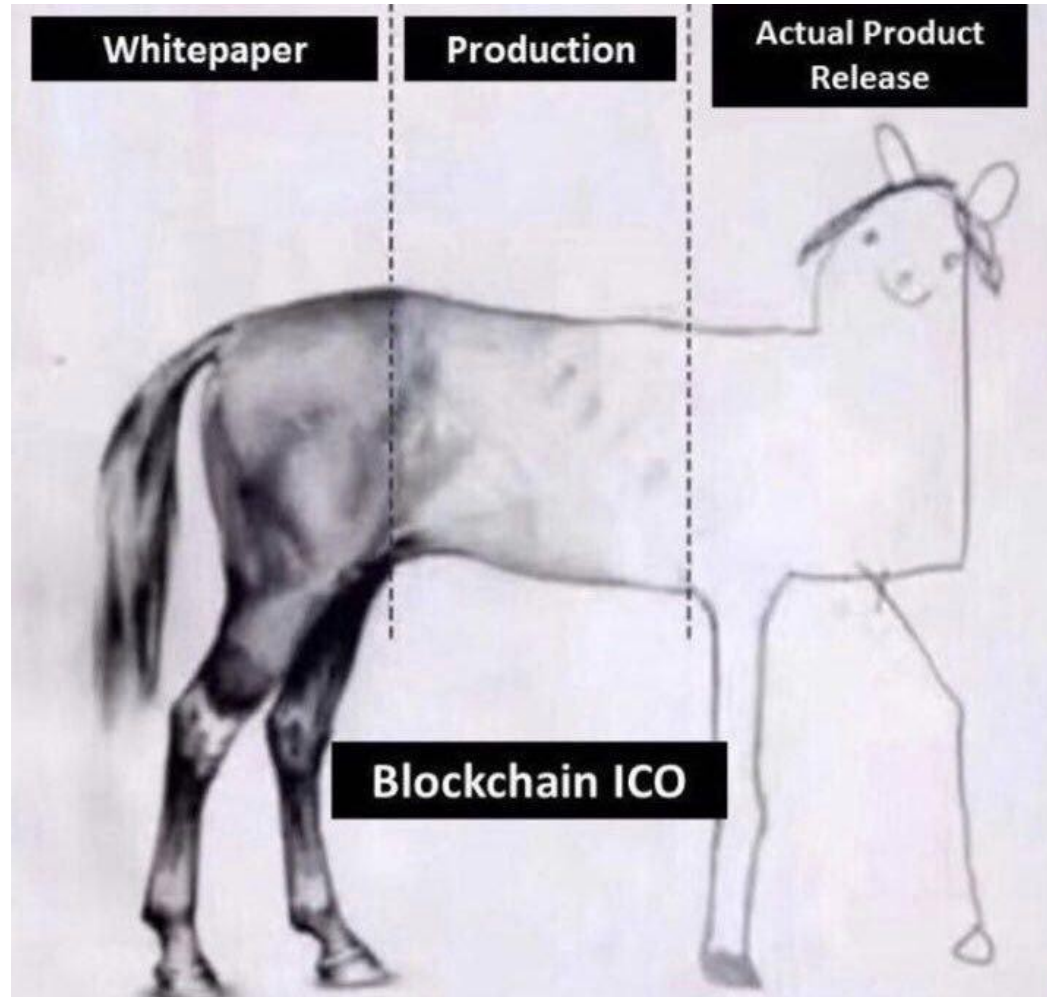 Whitepaper
Production
Actual Product
Release
Blockchain ICO